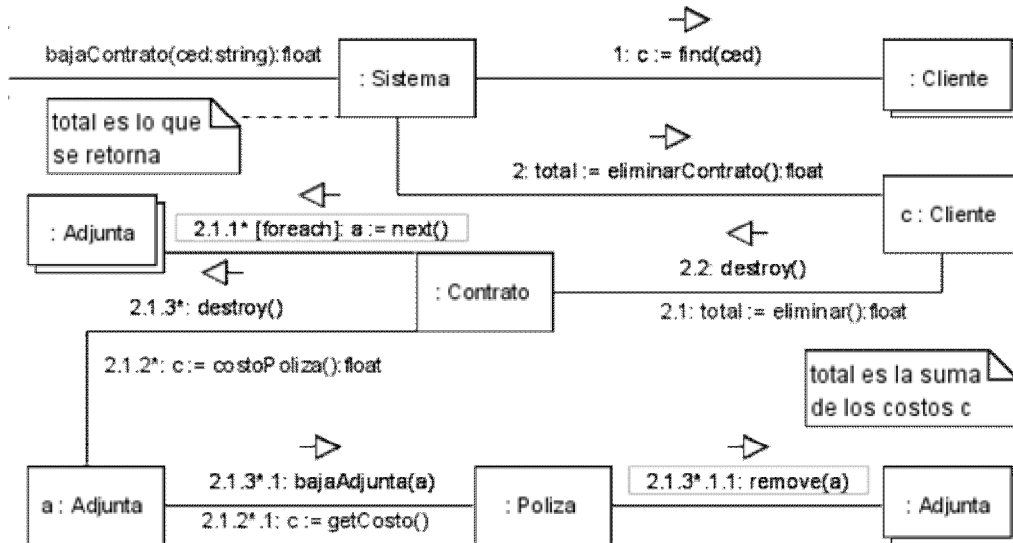 bajaContrato(ced:string):float
: Sistema
1: c := find(ced)
: Cliente
total es lo que
se retorna
2: total := eliminarContrato():float
c : Cliente
: Adjunta
2.1.1* [foreach]: a := next()
2.2: destroy()
: Contrato
2.1.3*: destroy()
2.1: total := eliminar():float
2.1.2*: c := costoPoliza():float
total es la suma
de los costos c
a : Adjunta
2.1.3*.1: bajaAdjunta(a)
2.1.2*.1: c := getCosto()
: Poliza
2.1.3*.1.1: remove(a)
: Adjunta